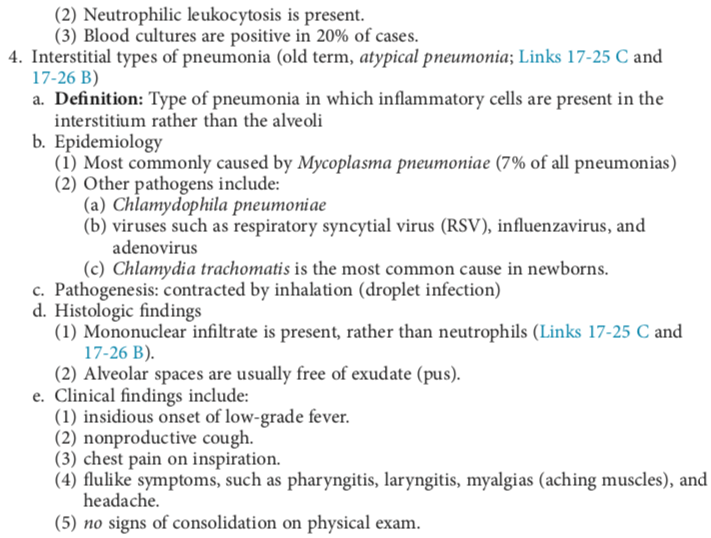 (2) Neutrophilic leukocytosis is present.
(3) Blood cultures are positive in 20% of cases.
4. Interstitial types of pneumonia (old term, atypical pneumonia; Links 17-25 C and
17-26 B)
a. Definition: Type of pneumonia in which inflammatory cells are present in the
interstitium rather than the alveoli
b. Epidemiology
(1) Most commonly caused by Mycoplasma pneumoniae (7% of all pneumonias)
(2) Other pathogens include:
(a) Chlamydophila pneumoniae
(b) viruses such as respiratory syncytial virus (RSV), influenzavirus, and
adenovirus
(c) Chlamydia trachomatis is the most common cause in newborns.
c. Pathogenesis: contracted by inhalation (droplet infection)
d. Histologic findings
(1) Mononuclear infiltrate is present, rather than neutrophils (Links 17-25 C and
17-26 B).
(2) Alveolar spaces are usually free of exudate (pus).
e. Clinical findings include:
(1) insidious onset of low-grade fever.
(2) nonproductive cough.
(3) chest pain on inspiration.
(4) flulike symptoms, such as pharyngitis, laryngitis, myalgias (aching muscles), and
headache.
(5) no signs of consolidation on physical exam.